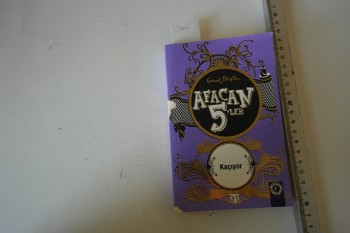 Enid Blyton
AFACAN
5'LER
Kaçıyor